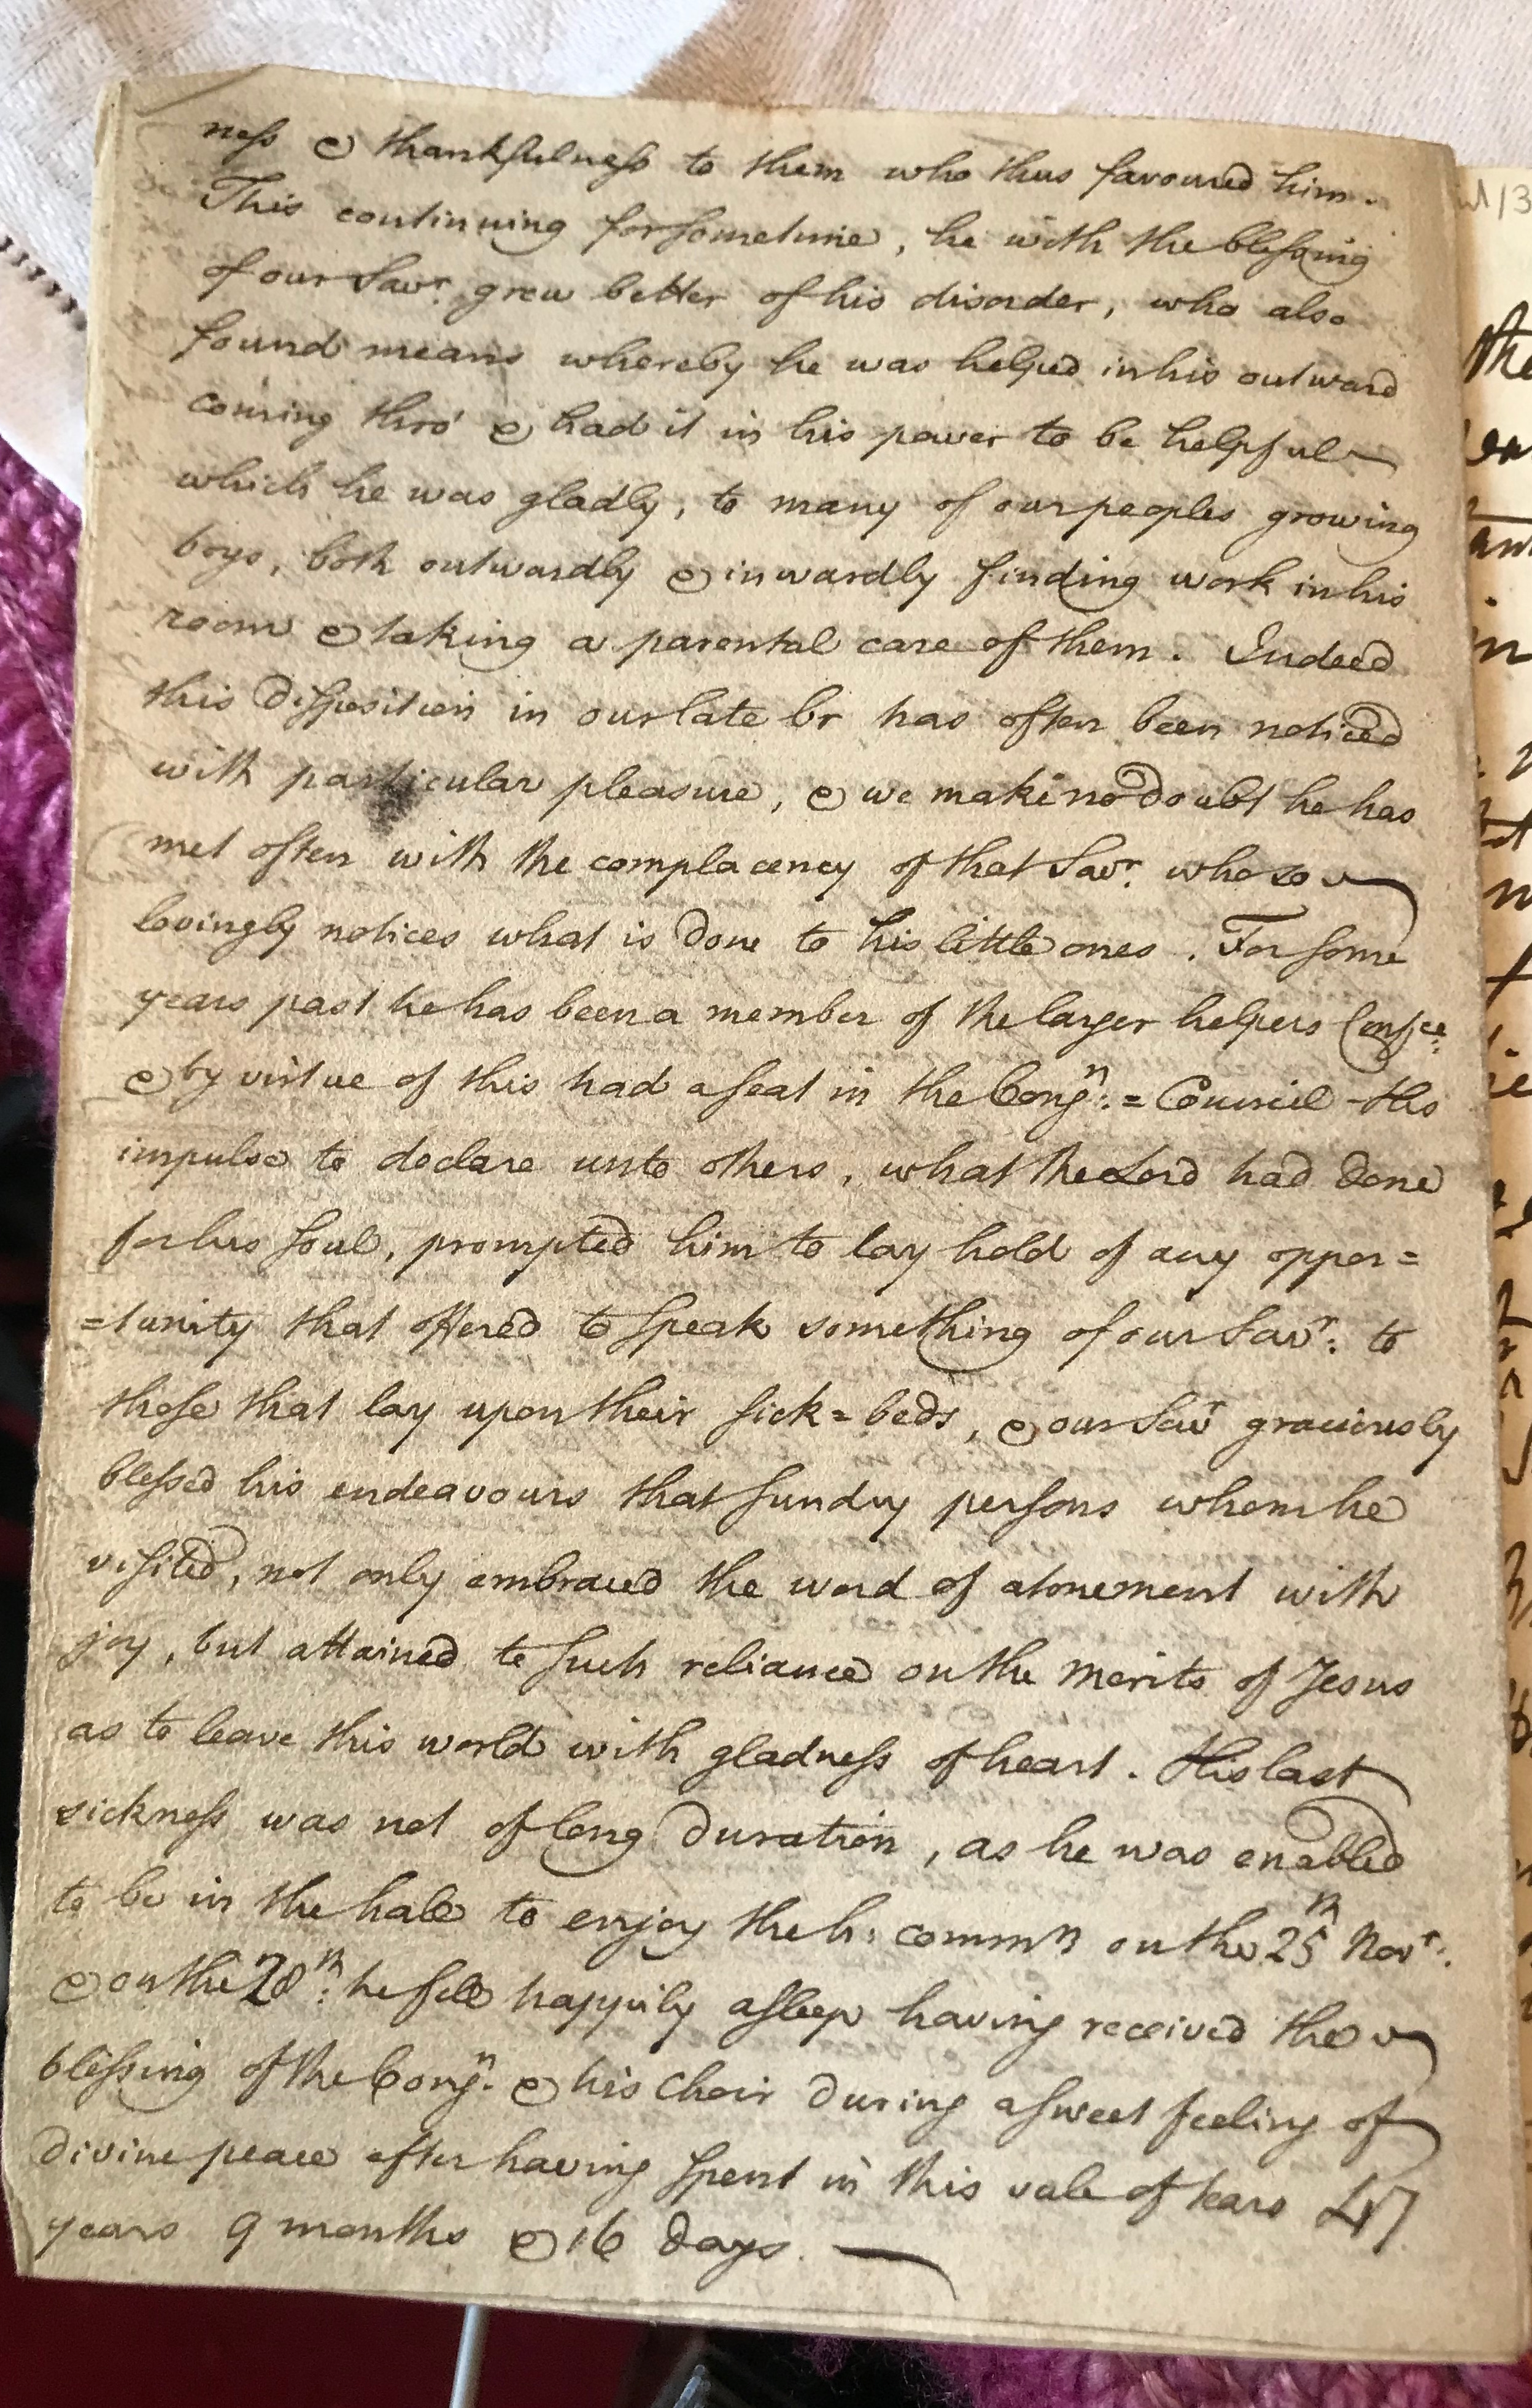 ness & thankfulness to them who thus favoured him.
This continuing for sometime, he with the blessing
of our Savr. grew better of his disorder, who also
found means whereby he was helped in his outward
coming thro' & had it in his power to be helpful
which he was gladly, to many of our peoples growing
boys, both outwardly & inwardly finding work in his
room & taking a parental care of them. Indeed
this disposition in our late br has often been noticed
with particular pleasure, & we make no doubt he has
met often with the complacency of that Savr. who so
lovingly notices what is done to his little ones. For some
years past he has been a member of the larger helpers Confce:
& by virtue of this had a seat in the Congn: = Council - His
impulse to declare unto others, what the Lord had done
for his soul, prompted him to lay hold of any oppor=
=tunity that offered to speak something of our Savr: to
those that lay upon their sick=beds, & our Savr graciously
blessed his endeavours that sundry persons whom he
visited, not only embraced the word of atonement with
joy, but attained to such reliance on the Merits of Jesus
as to leave this world with gladness of heart. His last
sickness was not of long duration, as he was enabled
to be in the hall to enjoy the h: commn on the 25th Novr:
& on the 28th: he fell happily asleep having received the
blessing of the Congn. & his Choir during a sweet feeling of
divine peace after having spent in this vale of tears 47
years 9 months & 16 days.